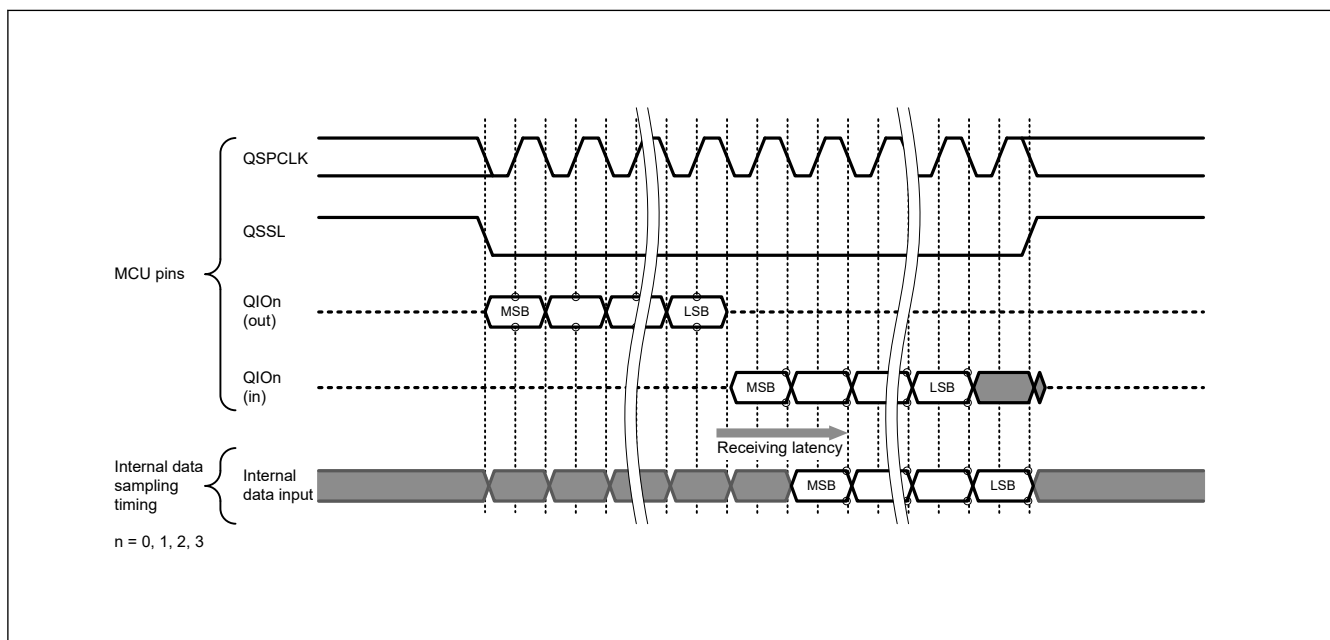 QSPCLK
QSSL
MCU pins
QIOn
(out)
MSB
LSB
QIOn
(in)
MSB
LSB
Receiving latency
Internal data
sampling
timing
Internal
data input
MSB
LSB
n = 0, 1, 2, 3